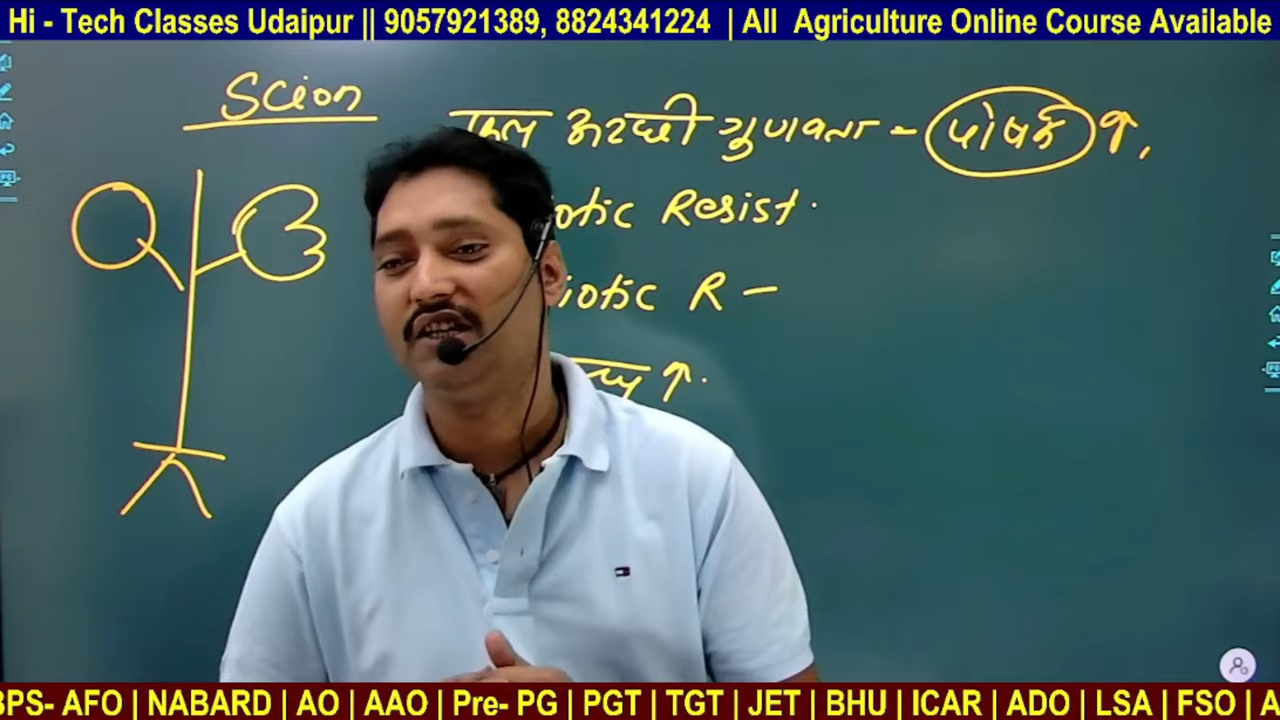 Hi - Tech Classes Udaipur || 9057921389, 8824341224 | All Agriculture Online Course Available
Scion
फल अच्छी गुणवत्ता - पोषक ↑,
otic Resist.
iotic R -
↑.
BPS- AFO | NABARD | AO | AAO | Pre- PG | PGT | TGT | JET | BHU | ICAR | ADO | LSA | FSO | A